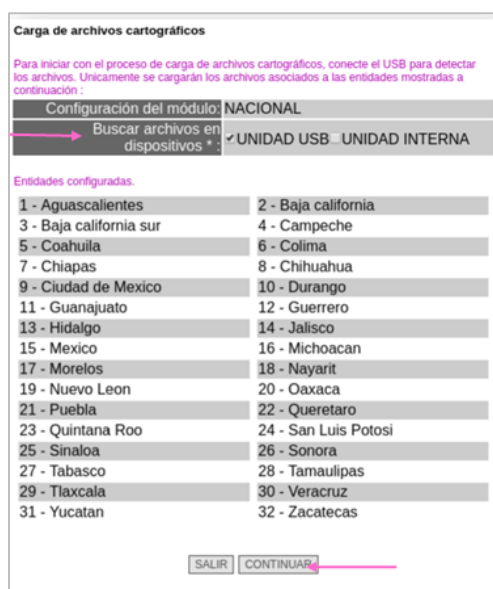 Carga de archivos cartográficos
Para iniciar con el proceso de carga de archivos cartográficos, conecte el USB para detectar
los archivos. Unicamente se cargarán los archivos asociados a las entidades mostradas a
continuación :
Configuración del módulo: NACIONAL
Buscar archivos en
dispositivos * : UNIDAD USB UNIDAD INTERNA
Entidades configuradas.
1 - Aguascalientes 2 - Baja california
3 - Baja california sur 4 - Campeche
5 - Coahuila 6 - Colima
7 - Chiapas 8 - Chihuahua
9 - Ciudad de Mexico 10 - Durango
11 - Guanajuato 12 - Guerrero
13 - Hidalgo 14 - Jalisco
15 - Mexico 16 - Michoacan
17 - Morelos 18 - Nayarit
19 - Nuevo Leon 20 - Oaxaca
21 - Puebla 22 - Queretaro
23 - Quintana Roo 24 - San Luis Potosi
25 - Sinaloa 26 - Sonora
27 - Tabasco 28 - Tamaulipas
29 - Tlaxcala 30 - Veracruz
31 - Yucatan 32 - Zacatecas
SALIR CONTINUAR